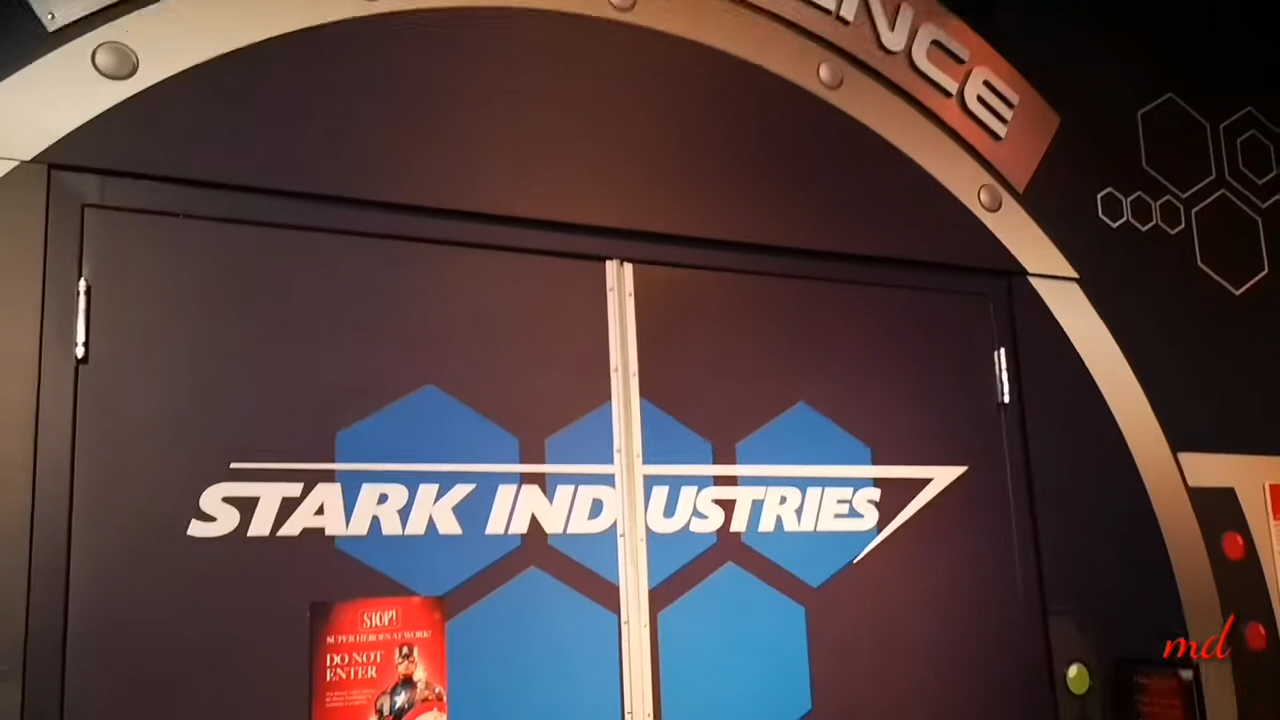 ENCE
STARK INDUSTRIES
STOP!
SUPER HEROES AT WORK!
DO NOT
ENTER
md